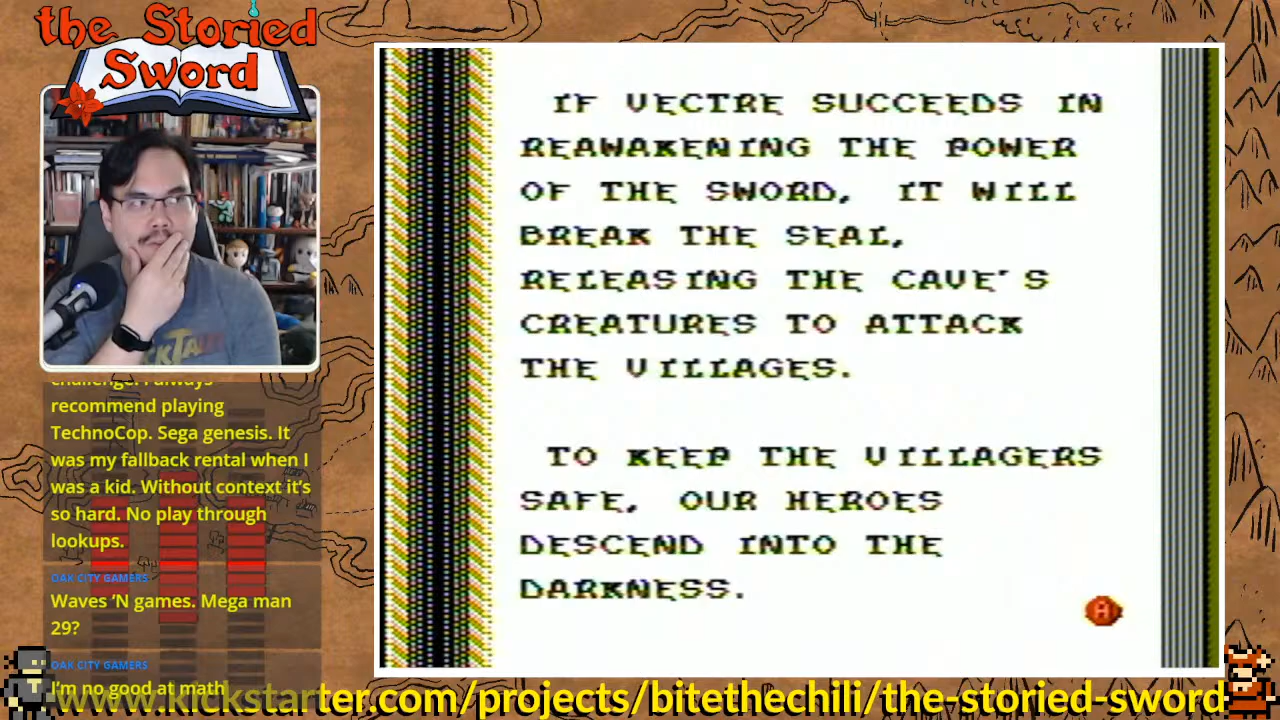 the Storied
Sword
IF VECTRE SUCCEEDS IN
REAWAKENING THE POWER
OF THE SWORD, IT WILL
BREAK THE SEAL,
RELEASING THE CAVE'S
CREATURES TO ATTACK
THE VILLAGES.
TO KEEP THE VILLAGERS
SAFE, OUR HEROES
DESCEND INTO THE
DARKNESS.
A
challenge. I always
recommend playing
TechnoCop. Sega genesis. It
was my fallback rental when I
was a kid. Without context it's
so hard. No play through
lookups.
OAK CITY GAMERS
Waves 'N games. Mega man
29?
OAK CITY GAMERS
I'm no good at math
www.kickstarter.com/projects/bitethechili/the-storied-sword